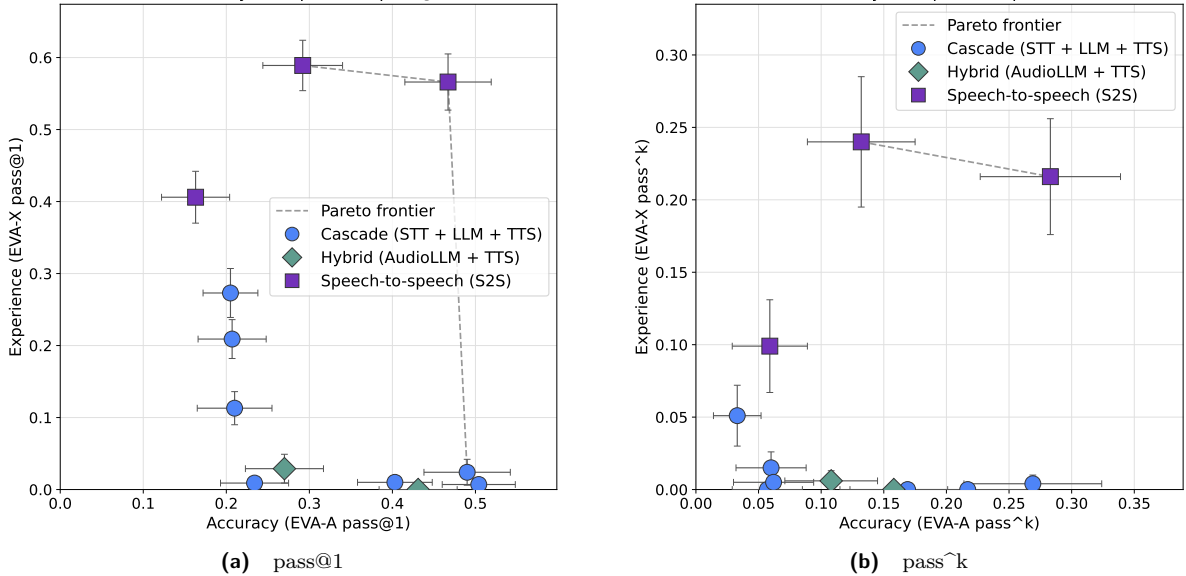 Experience (EVA-X pass@1)
0.6
0.5
0.4
0.3
0.2
0.1
0.0
Pareto frontier
Cascade (STT + LLM + TTS)
Hybrid (AudioLLM + TTS)
Speech-to-speech (S2S)
0.0 0.1 0.2 0.3 0.4 0.5
Accuracy (EVA-A pass@1)
(a) pass@1
Experience (EVA-X pass^k)
0.30
0.25
0.20
0.15
0.10
0.05
0.00
Pareto frontier
Cascade (STT + LLM + TTS)
Hybrid (AudioLLM + TTS)
Speech-to-speech (S2S)
0.00 0.05 0.10 0.15 0.20 0.25 0.30 0.35
Accuracy (EVA-A pass^k)
(b) pass^k